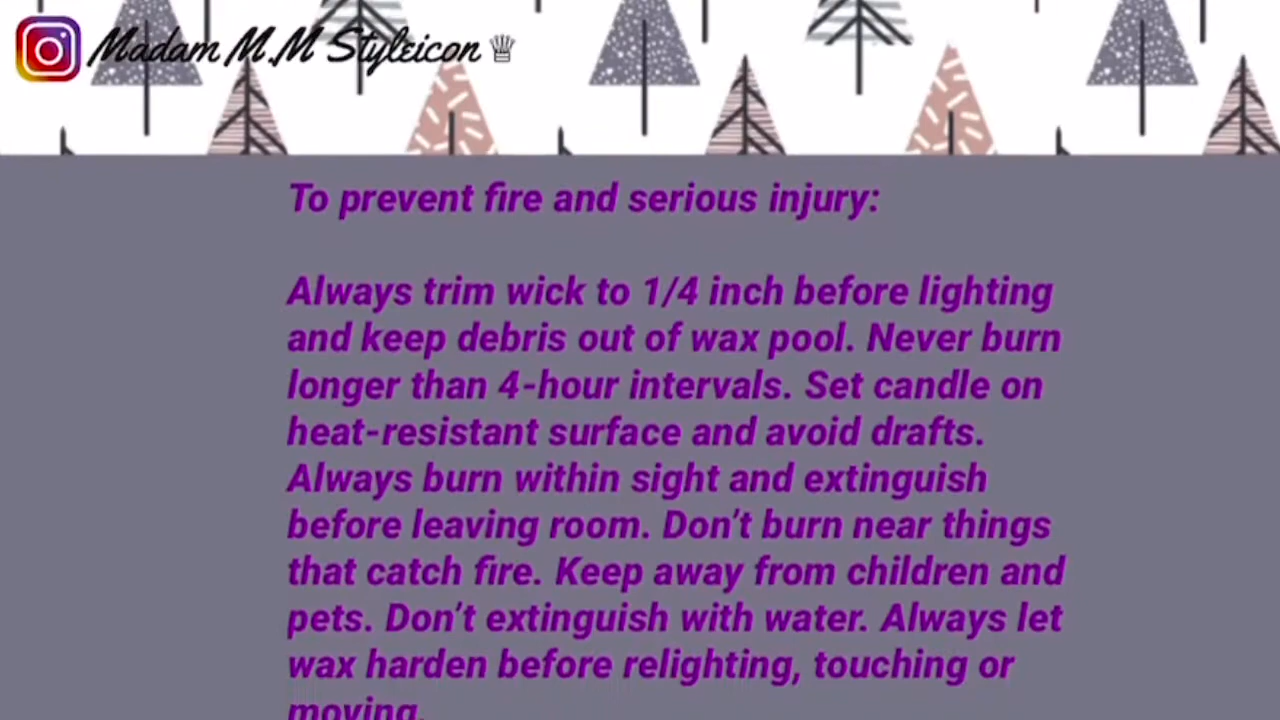 Madam M.M Styleicon ♕
To prevent fire and serious injury:
Always trim wick to 1/4 inch before lighting
and keep debris out of wax pool. Never burn
longer than 4-hour intervals. Set candle on
heat-resistant surface and avoid drafts.
Always burn within sight and extinguish
before leaving room. Don’t burn near things
that catch fire. Keep away from children and
pets. Don’t extinguish with water. Always let
wax harden before relighting, touching or
moving.